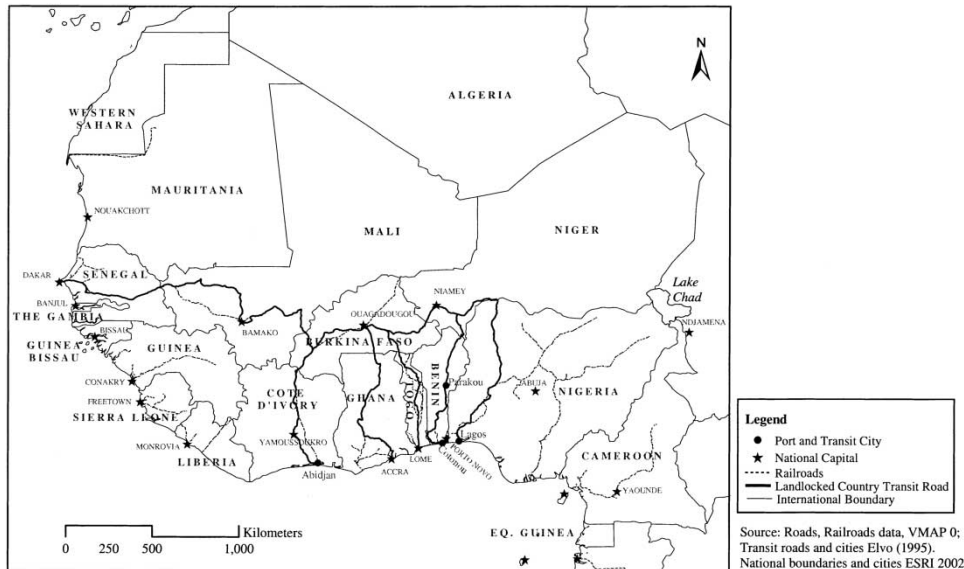 N
ALGERIA
WESTERN
SAHARA
MAURITANIA
NOUAKCHOTT
MALI
NIGER
DAKAR
SENEGAL
Lake
Chad
BANJUL
NIAMEY
THE GAMBIA
OUAGADOUGOU
NDJAMENA
BISSAU
BAMAKO
BURKINA FASO
GUINEA
BISSAU
GUINEA
CONAKRY
BENIN
Parakou
ABUJA
NIGERIA
FREETOWN
COTE
D'IVORY
GHANA
TOGO
SIERRA LEONE
YAMOUSSOUKRO
Lagos
MONROVIA
PORTO NOVO
Cotonou
LIBERIA
LOME
CAMEROON
Abidjan
ACCRA
YAOUNDE
EQ. GUINEA
Kilometers
0 250 500 1,000
Legend
Port and Transit City
National Capital
Railroads
Landlocked Country Transit Road
International Boundary
Source: Roads, Railroads data, VMAP 0;
Transit roads and cities Elvo (1995).
National boundaries and cities ESRI 2002